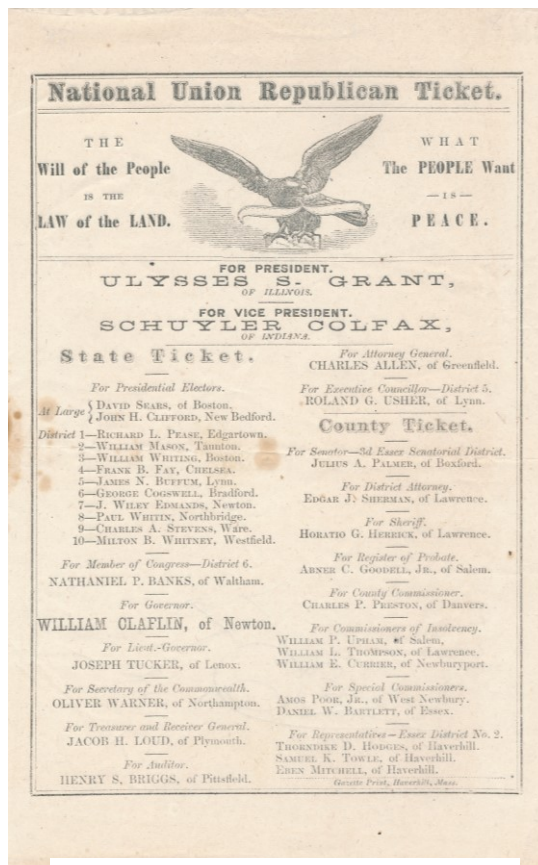 National Union Republican Ticket.
THE
Will of the People
IS THE
LAW of the LAND.
WHAT
The PEOPLE Want
—IS—
PEACE.
FOR PRESIDENT.
ULYSSES S. GRANT,
OF ILLINOIS.
FOR VICE PRESIDENT.
SCHUYLER COLFAX,
OF INDIANA.
State Ticket.
For Presidential Electors.
At Large { DAVID SEARS, of Boston.
JOHN H. CLIFFORD, New Bedford.
District 1—RICHARD L. PEASE, Edgartown.
2—WILLIAM MASON, Taunton.
3—WILLIAM WHITING, Boston.
4—FRANK B. FAY, CHELSEA.
5—JAMES N. BUFFUM, Lynn.
6—GEORGE COGSWELL, Bradford.
7—J. WILEY EDMANDS, Newton.
8—PAUL WHITIN, Northbridge.
9—CHARLES A. STEVENS, Ware.
10—MILTON B. WHITNEY, Westfield.
For Member of Congress—District 6.
NATHANIEL P. BANKS, of Waltham.
For Governor.
WILLIAM CLAFLIN, of Newton.
For Lieut.-Governor.
JOSEPH TUCKER, of Lenox.
For Secretary of the Commonwealth.
OLIVER WARNER, of Northampton.
For Treasurer and Receiver General.
JACOB H. LOUD, of Plymouth.
For Auditor.
HENRY S. BRIGGS, of Pittsfield.
For Attorney General.
CHARLES ALLEN, of Greenfield.
For Executive Councillor—District 5.
ROLAND G. USHER, of Lynn.
County Ticket.
For Senator—3d Essex Senatorial District.
JULIUS A. PALMER, of Boxford.
For District Attorney.
EDGAR J. SHERMAN, of Lawrence.
For Sheriff.
HORATIO G. HERRICK, of Lawrence.
For Register of Probate.
ABNER C. GOODELL, JR., of Salem.
For County Commissioner.
CHARLES P. PRESTON, of Danvers.
For Commissioners of Insolvency.
WILLIAM P. UPHAM, of Salem,
WILLIAM L. THOMPSON, of Lawrence.
WILLIAM E. CURRIER, of Newburyport.
For Special Commissioners.
AMOS POOR, JR., of West Newbury.
DANIEL W. BARTLETT, of Essex.
For Representatives—Essex District No. 2.
THORNDIKE D. HODGES, of Haverhill.
SAMUEL K. TOWLE, of Haverhill.
EBEN MITCHELL, of Haverhill.
Gazette Print, Haverhill, Mass.